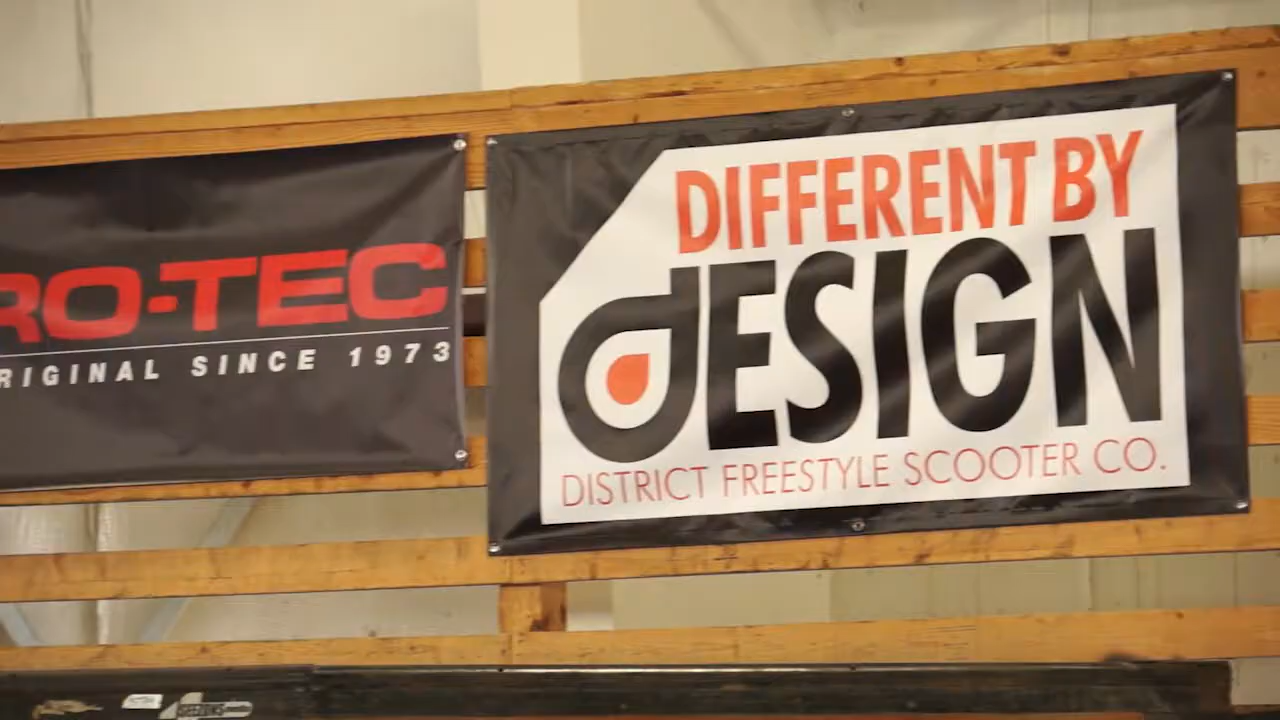 RO-TEC
RIGINAL SINCE 1973
DIFFERENT BY
dESIGN
DISTRICT FREESTYLE SCOOTER CO.